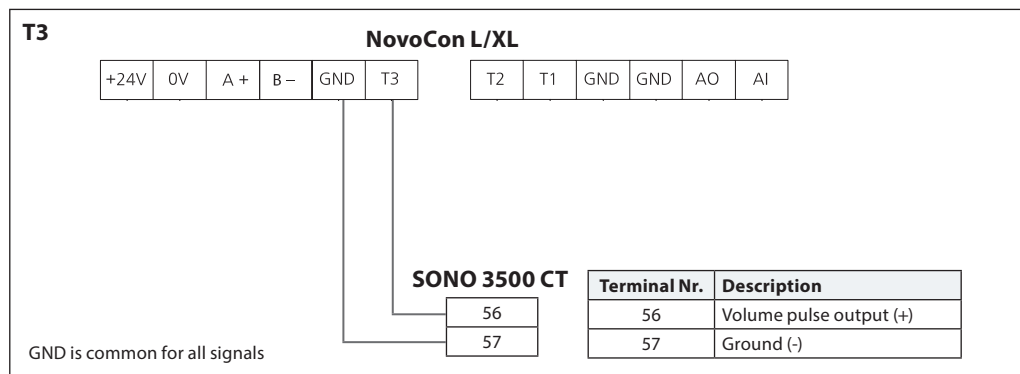 T3
NovoCon L/XL
+24V 0V A + B – GND T3 T2 T1 GND GND AO AI
SONO 3500 CT
56
57
Terminal Nr. Description
56 Volume pulse output (+)
57 Ground (-)
GND is common for all signals